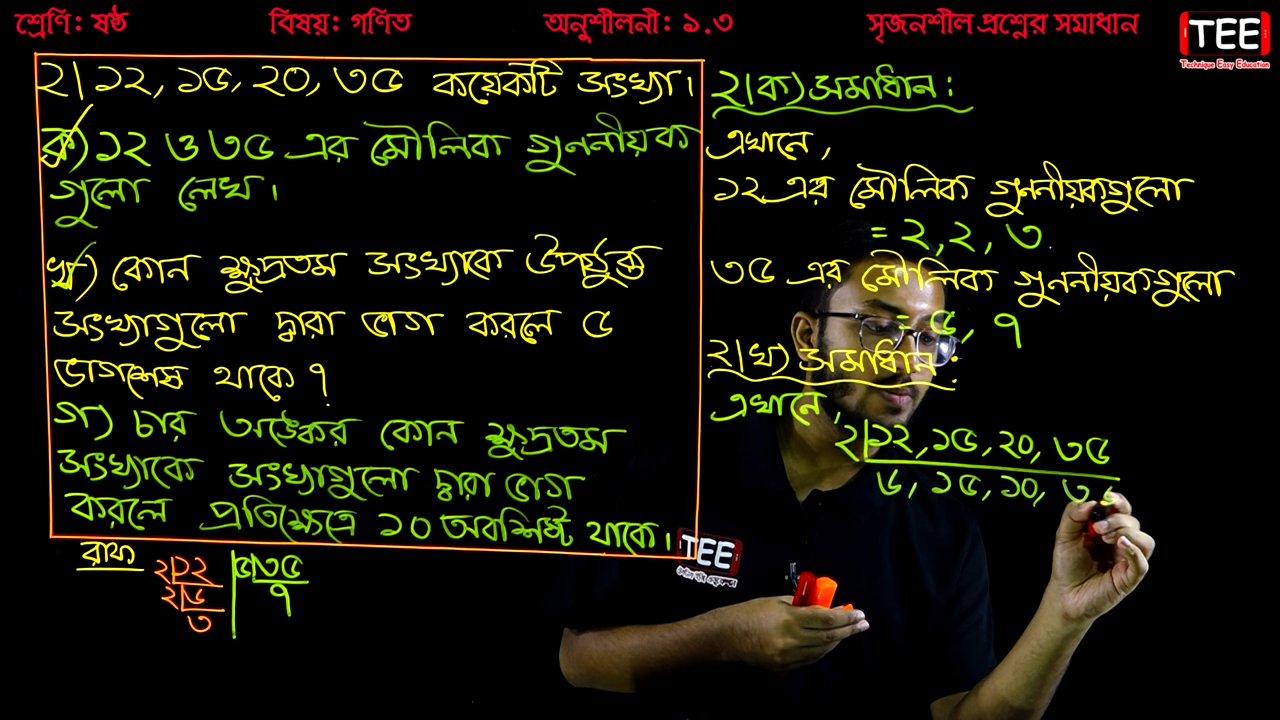 শ্রেণি: ষষ্ঠ
বিষয়: গণিত
অনুশীলনী: ১.৩
সৃজনশীল প্রশ্নের সমাধান
TEE
Technique Easy Education
২। ১২, ১৫, ২০, ৩৫ কয়েকটি সংখ্যা।
ক) ১২ ও ৩৫ এর মৌলিক গুননীয়ক
গুলো লেখ।
খ) কোন ক্ষুদ্রতম সংখ্যাকে উপর্যুক্ত
সংখ্যাগুলো দ্বারা ভাগ করলে ৫
ভাগশেষ থাকে?
গ) চার অঙ্কের কোন ক্ষুদ্রতম
সংখ্যাকে সংখ্যাগুলো দ্বারা ভাগ
করলে প্রতিক্ষেত্রে ১০ অবশিষ্ট থাকে।
রাফ
২|১২
২|৬
৩
৫|৩৫
৭
২।ক) সমাধান:
এখানে,
১২ এর মৌলিক গুননীয়কগুলো
= ২, ২, ৩
৩৫ এর মৌলিক গুননীয়কগুলো
= ৫, ৭
২।খ) সমাধান:
এখানে,
২|১২, ১৫, ২০, ৩৫
৬, ১৫, ১০, ৩৫
TEE